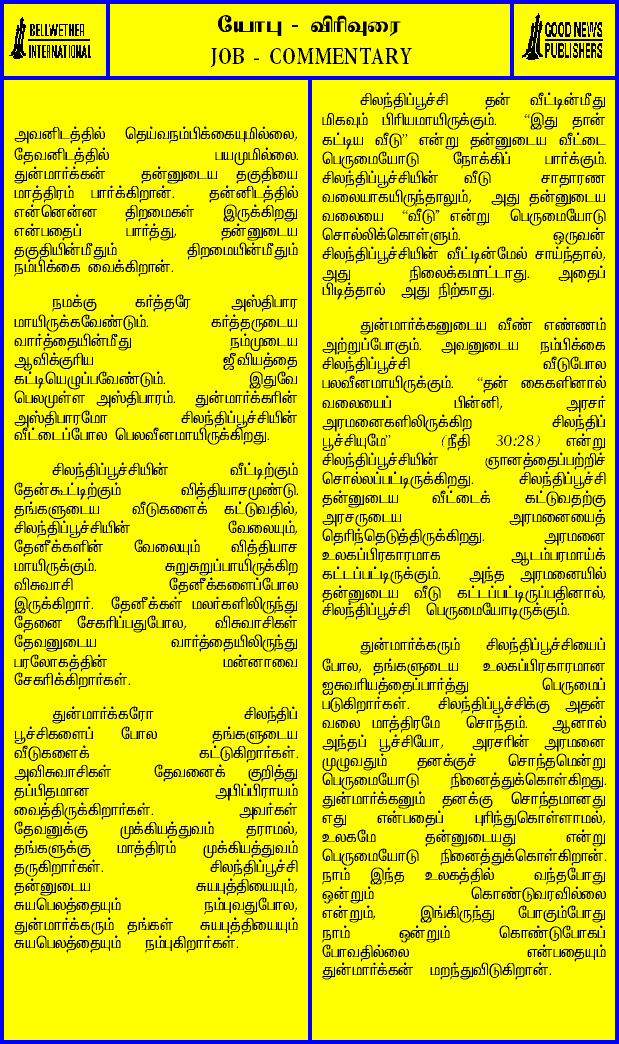 BELLWETHER
INTERNATIONAL
யோபு - விரிவுரை
JOB - COMMENTARY
GOOD NEWS
PUBLISHERS
அவனிடத்தில் தெய்வநம்பிக்கையுமில்லை,
தேவனிடத்தில் பயமுமில்லை.
துன்மார்க்கன் தன்னுடைய தகுதியை
மாத்திரம் பார்க்கிறான். தன்னிடத்தில்
என்னென்ன திறமைகள் இருக்கிறது
என்பதைப் பார்த்து, தன்னுடைய
தகுதியின்மீதும் திறமையின்மீதும்
நம்பிக்கை வைக்கிறான்.
நமக்கு கர்த்தரே அஸ்திபார
மாயிருக்கவேண்டும். கர்த்தருடைய
வார்த்தையின்மீது நம்முடைய
ஆவிக்குரிய ஜீவியத்தை
கட்டியெழுப்பவேண்டும். இதுவே
பெலமுள்ள அஸ்திபாரம். துன்மார்க்கரின்
அஸ்திபாரமோ சிலந்திப்பூச்சியின்
வீட்டைப்போல பெலவீனமாயிருக்கிறது.
சிலந்திப்பூச்சியின் வீட்டிற்கும்
தேன்கூட்டிற்கும் வித்தியாசமுண்டு.
தங்களுடைய வீடுகளைக் கட்டுவதில்,
சிலந்திப்பூச்சியின் வேலையும்,
தேனீக்களின் வேலையும் வித்தியாச
மாயிருக்கும். சுறுசுறுப்பாயிருக்கிற
விசுவாசி தேனீக்களைப்போல
இருக்கிறார். தேனீக்கள் மலர்களிலிருந்து
தேனை சேகரிப்பதுபோல, விசுவாசிகள்
தேவனுடைய வார்த்தையிலிருந்து
பரலோகத்தின் மன்னாவை
சேகரிக்கிறார்கள்.
துன்மார்க்கரோ சிலந்திப்
பூச்சிகளைப் போல தங்களுடைய
வீடுகளைக் கட்டுகிறார்கள்.
அவிசுவாசிகள் தேவனைக் குறித்து
தப்பிதமான அபிப்பிராயம்
வைத்திருக்கிறார்கள். அவர்கள்
தேவனுக்கு முக்கியத்துவம் தராமல்,
தங்களுக்கு மாத்திரம் முக்கியத்துவம்
தருகிறார்கள். சிலந்திப்பூச்சி
தன்னுடைய சுயபுத்தியையும்,
சுயபெலத்தையும் நம்புவதுபோல,
துன்மார்க்கரும் தங்கள் சுயபுத்தியையும்
சுயபெலத்தையும் நம்புகிறார்கள்.
சிலந்திப்பூச்சி தன் வீட்டின்மீது
மிகவும் பிரியமாயிருக்கும். “இது தான்
கட்டிய வீடு” என்று தன்னுடைய வீட்டை
பெருமையோடு நோக்கிப் பார்க்கும்.
சிலந்திப்பூச்சியின் வீடு சாதாரண
வலையாகயிருந்தாலும், அது தன்னுடைய
வலையை “வீடு” என்று பெருமையோடு
சொல்லிக்கொள்ளும். ஒருவன்
சிலந்திப்பூச்சியின் வீட்டின்மேல் சாய்ந்தால்,
அது நிலைக்கமாட்டாது. அதைப்
பிடித்தால் அது நிற்காது.
துன்மார்க்கனுடைய வீண் எண்ணம்
அற்றுப்போகும். அவனுடைய நம்பிக்கை
சிலந்திப்பூச்சி வீடுபோல
பலவீனமாயிருக்கும். “தன் கைகளினால்
வலையைப் பின்னி, அரசர்
அரமனைகளிலிருக்கிற சிலந்திப்
பூச்சியுமே” (நீதி 30:28) என்று
சிலந்திப்பூச்சியின் ஞானத்தைப்பற்றிச்
சொல்லப்பட்டிருக்கிறது. சிலந்திப்பூச்சி
தன்னுடைய வீட்டைக் கட்டுவதற்கு
அரசருடைய அரமனையைத்
தெரிந்தெடுத்திருக்கிறது. அரமனை
உலகப்பிரகாரமாக ஆடம்பரமாய்க்
கட்டப்பட்டிருக்கும். அந்த அரமனையில்
தன்னுடைய வீடு கட்டப்பட்டிருப்பதினால்,
சிலந்திப்பூச்சி பெருமையோடிருக்கும்.
துன்மார்க்கரும் சிலந்திப்பூச்சியைப்
போல, தங்களுடைய உலகப்பிரகாரமான
ஐசுவரியத்தைப்பார்த்து பெருமைப்
படுகிறார்கள். சிலந்திப்பூச்சிக்கு அதன்
வலை மாத்திரமே சொந்தம். ஆனால்
அந்தப் பூச்சியோ, அரசரின் அரமனை
முழுவதும் தனக்குச் சொந்தமென்று
பெருமையோடு நினைத்துக்கொள்கிறது.
துன்மார்க்கனும் தனக்கு சொந்தமானது
எது என்பதைப் புரிந்துகொள்ளாமல்,
உலகமே தன்னுடையது என்று
பெருமையோடு நினைத்துக்கொள்கிறான்.
நாம் இந்த உலகத்தில் வந்தபோது
ஒன்றும் கொண்டுவரவில்லை
என்றும், இங்கிருந்து போகும்போது
நாம் ஒன்றும் கொண்டுபோகப்
போவதில்லை என்பதையும்
துன்மார்க்கன் மறந்துவிடுகிறான்.